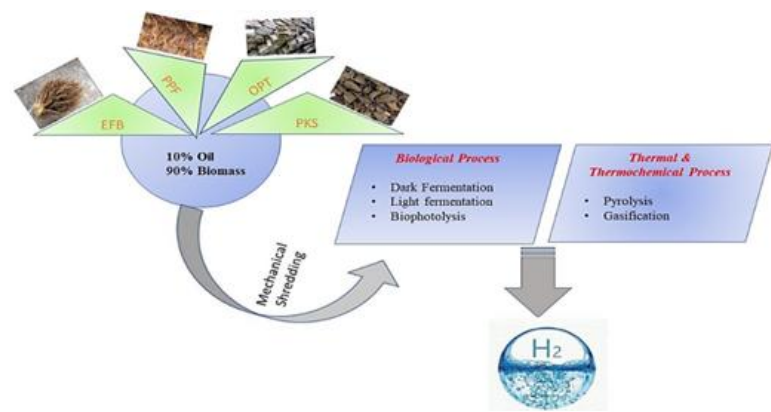 EFB
PPF
OPT
PKS
10% Oil
90% Biomass
Mechanical
Shredding
Biological Process
• Dark Fermentation
• Light fermentation
• Biophotolysis
Thermal &
Thermochemical Process
• Pyrolysis
• Gasification
H2